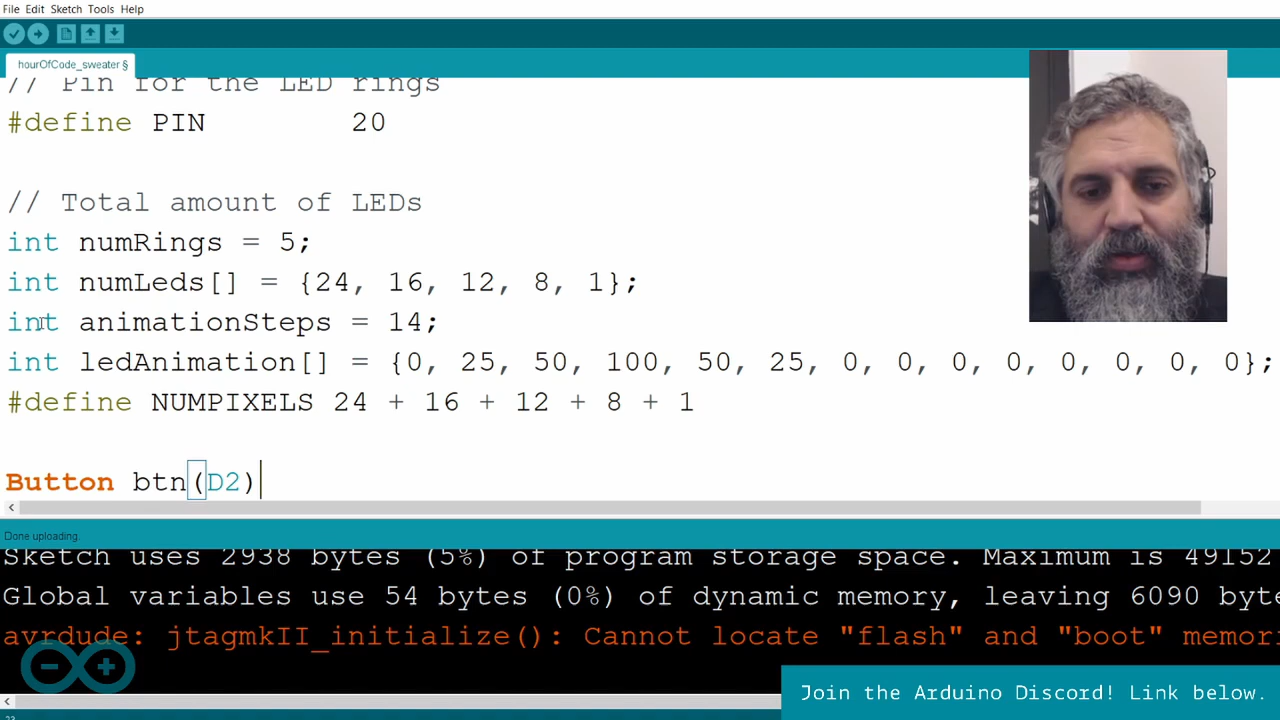 File Edit Sketch Tools Help
hourOfCode_sweater §
// Pin for the LED rings
#define PIN 20
// Total amount of LEDs
int numRings = 5;
int numLeds[] = {24, 16, 12, 8, 1};
int animationSteps = 14;
int ledAnimation[] = {0, 25, 50, 100, 50, 25, 0, 0, 0, 0, 0, 0, 0, 0};
#define NUMPIXELS 24 + 16 + 12 + 8 + 1
Button btn(D2)
Done uploading.
Sketch uses 2938 bytes (5%) of program storage space. Maximum is 49152
Global variables use 54 bytes (0%) of dynamic memory, leaving 6090 byte
avrdude: jtagmkII_initialize(): Cannot locate "flash" and "boot" memori
Join the Arduino Discord! Link below.